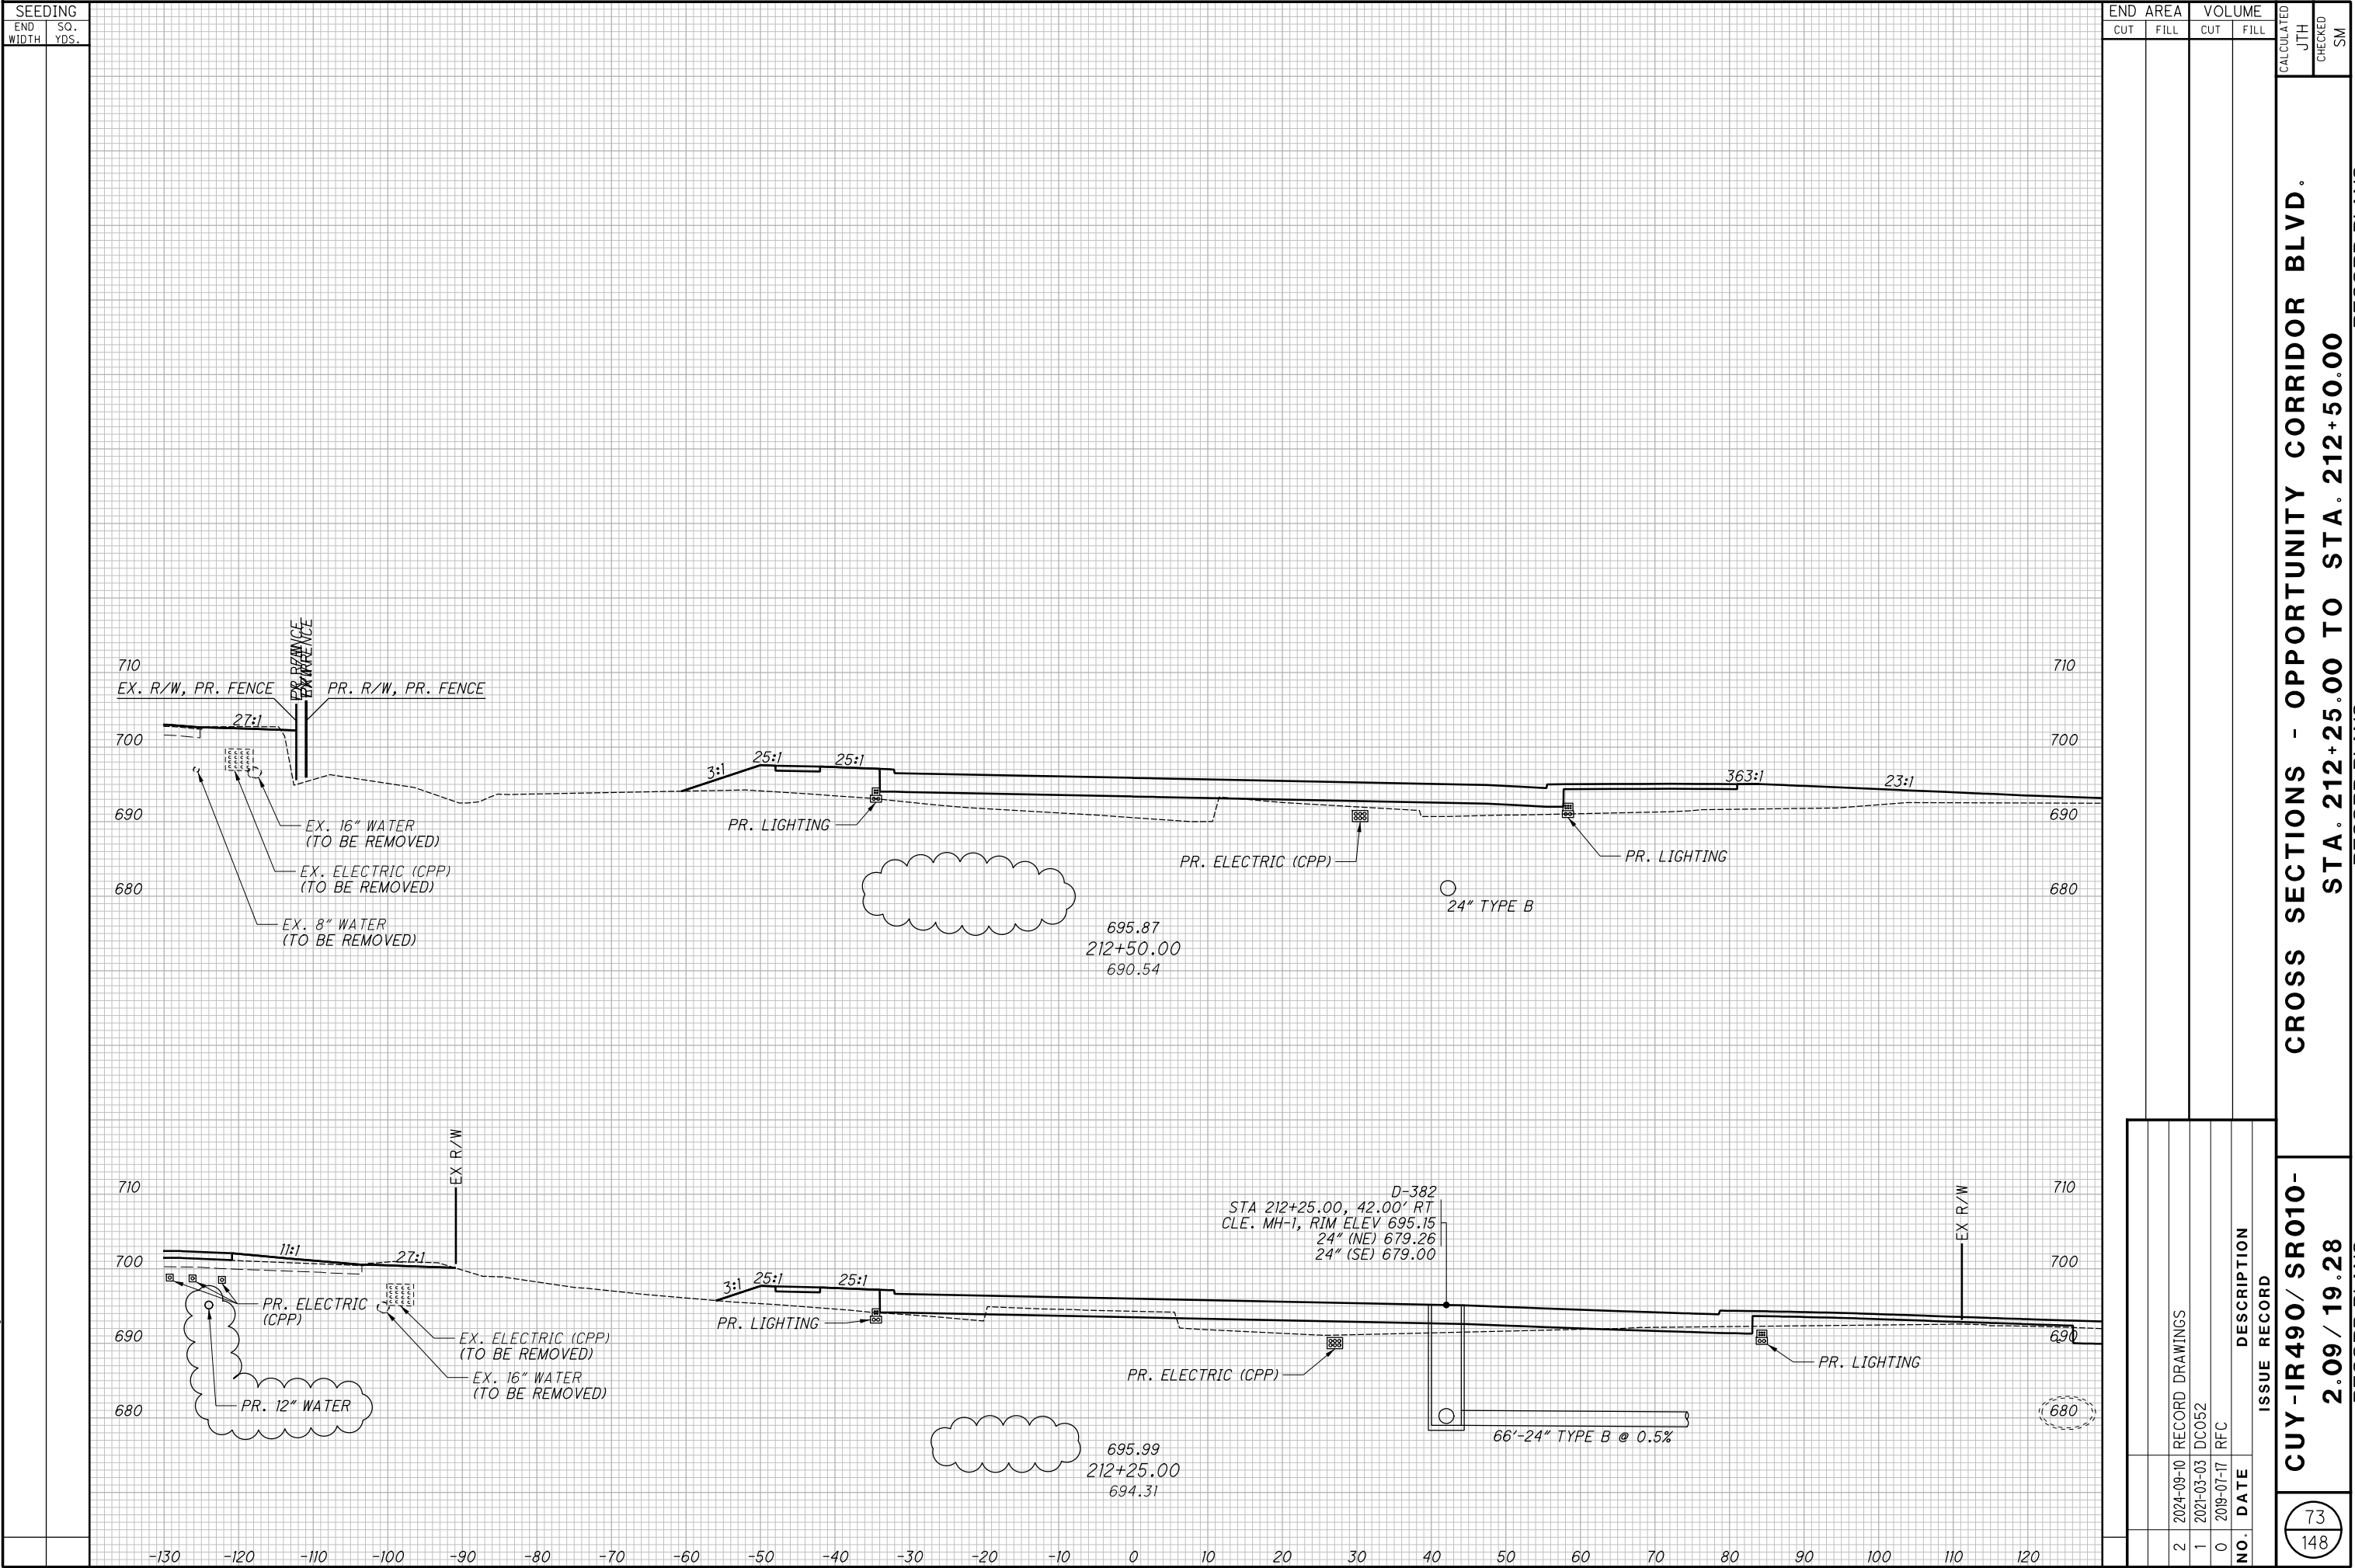 SEEDING
END WIDTH
SQ. YDS.
END AREA
VOLUME
CUT
FILL
CUT
FILL
CALCULATED
JTH
CHECKED
SM
CROSS SECTIONS - OPPORTUNITY CORRIDOR BLVD.
STA. 212+25.00 TO STA. 212+50.00
710
710
EX. R/W, PR. FENCE
PR. R/W, PR. FENCE
27:1
700
700
3:1
25:1
25:1
363:1
23:1
690
690
EX. 16" WATER
(TO BE REMOVED)
PR. LIGHTING
PR. ELECTRIC (CPP)
PR. LIGHTING
EX. ELECTRIC (CPP)
(TO BE REMOVED)
680
680
24" TYPE B
EX. 8" WATER
(TO BE REMOVED)
695.87
212+50.00
690.54
EX R/W
710
710
D-382
STA 212+25.00, 42.00' RT
CLE. MH-1, RIM ELEV 695.15
24" (NE) 679.26
24" (SE) 679.00
EX R/W
11:1
27:1
700
700
3:1
25:1
25:1
PR. ELECTRIC
(CPP)
PR. LIGHTING
690
690
EX. ELECTRIC (CPP)
(TO BE REMOVED)
EX. 16" WATER
(TO BE REMOVED)
PR. ELECTRIC (CPP)
PR. LIGHTING
PR. 12" WATER
680
680
66'-24" TYPE B @ 0.5%
695.99
212+25.00
694.31
-130 -120 -110 -100 -90 -80 -70 -60 -50 -40 -30 -20 -10 0 10 20 30 40 50 60 70 80 90 100 110 120
2 2024-09-10 RECORD DRAWINGS
1 2021-03-03 DC052
0 2019-07-17 RFC
NO. DATE DESCRIPTION
ISSUE RECORD
CUY-IR490/SR010-
2.09/19.28
73
148